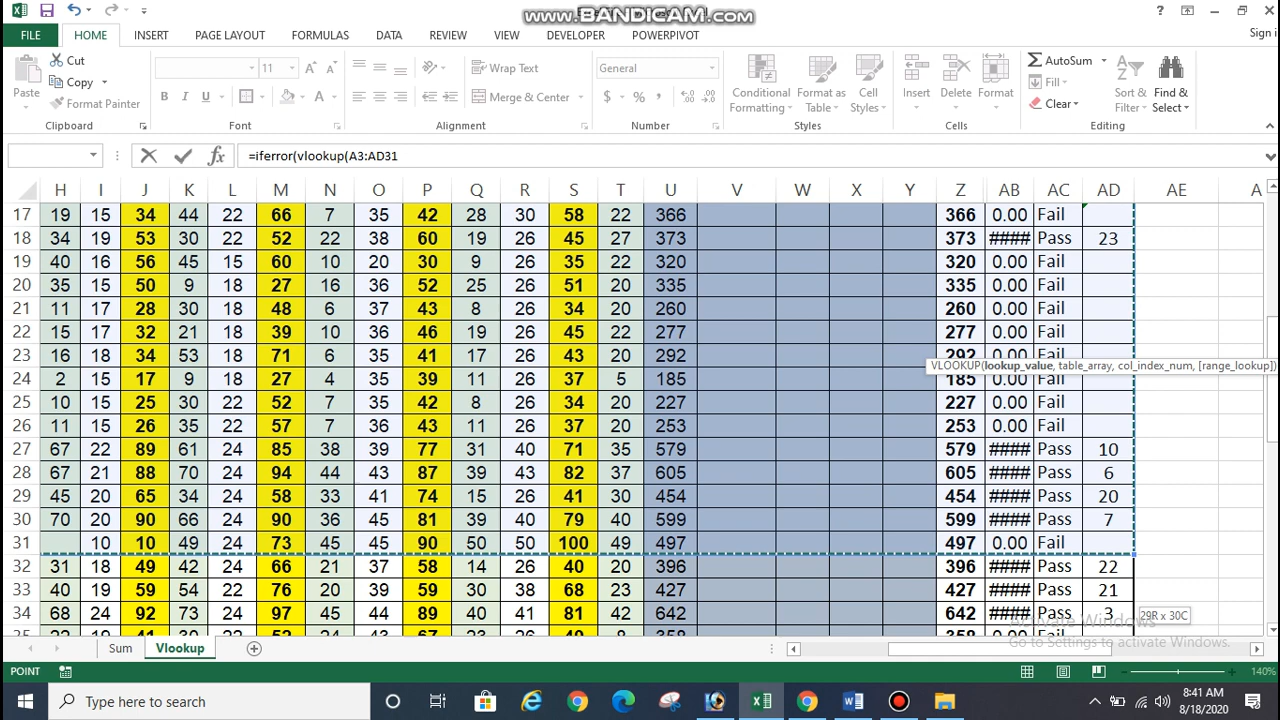 www.BANDICAM.com
Sign i
FILE HOME INSERT PAGE LAYOUT FORMULAS DATA REVIEW VIEW DEVELOPER POWERPIVOT
Cut
Copy
Format Painter
Paste
Clipboard
11
B I U
Font
Wrap Text
Merge & Center
Alignment
General
$ % ,
Number
Conditional Formatting
Format as Table
Cell Styles
Styles
Insert Delete Format
Cells
AutoSum
Fill
Clear
Sort & Filter
Find & Select
Editing
=iferror(vlookup(A3:AD31
H I J K L M N O P Q R S T U V W X Y Z AB AC AD AE A
17 19 15 34 44 22 66 7 35 42 28 30 58 22 366 366 0.00 Fail
18 34 19 53 30 22 52 22 38 60 19 26 45 27 373 373 #### Pass 23
19 40 16 56 45 15 60 10 20 30 9 26 35 22 320 320 0.00 Fail
20 35 15 50 9 18 27 16 36 52 25 26 51 20 335 335 0.00 Fail
21 11 17 28 30 18 48 6 37 43 8 26 34 20 260 260 0.00 Fail
22 15 17 32 21 18 39 10 36 46 19 26 45 22 277 277 0.00 Fail
23 16 18 34 53 18 71 6 35 41 17 26 43 20 292 292 0.00 Fail
VLOOKUP(lookup_value, table_array, col_index_num, [range_lookup])
24 2 15 17 9 18 27 4 35 39 11 26 37 5 185 185 0.00 Fail
25 10 15 25 30 22 52 7 35 42 8 26 34 20 227 227 0.00 Fail
26 11 15 26 35 22 57 7 36 43 11 26 37 20 253 253 0.00 Fail
27 67 22 89 61 24 85 38 39 77 31 40 71 35 579 579 #### Pass 10
28 67 21 88 70 24 94 44 43 87 39 43 82 37 605 605 #### Pass 6
29 45 20 65 34 24 58 33 41 74 15 26 41 30 454 454 #### Pass 20
30 70 20 90 66 24 90 36 45 81 39 40 79 40 599 599 #### Pass 7
31 10 10 49 24 73 45 45 90 50 50 100 49 497 497 0.00 Fail
32 31 18 49 42 24 66 21 37 58 14 26 40 20 396 396 #### Pass 22
33 40 19 59 54 24 78 20 39 59 30 38 68 23 427 427 #### Pass 21
34 68 24 92 73 24 97 45 44 89 40 41 81 42 642 642 #### Pass 3
29R x 30C
Activate Windows
Go to Settings to activate Windows.
Sum Vlookup
POINT
140%
Type here to search
8:41 AM
8/18/2020